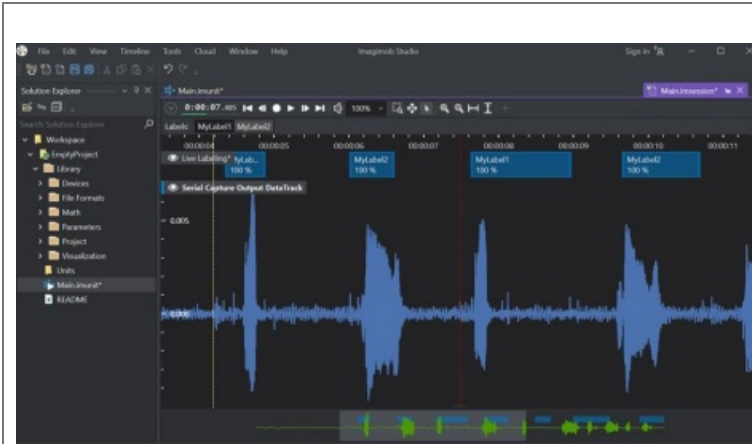 File Edit View Timeline Tools Cloud Window Help Imagimob Studio Sign in
Solution Explorer
Main.imunit*
Main.imsession*
0:00:07.485
100%
Search Solution Explorer
Labels: MyLabel1 MyLabel2
Workspace
EmptyProject
Library
Devices
File Formats
Math
Parameters
Project
Visualization
Units
Main.imunit*
README
00:00:04 00:00:05 00:00:06 00:00:07 00:00:08 00:00:09 00:00:10 00:00:11
Live Labeling*
100 %
MyLabel2
100 %
MyLabel1
100 %
MyLabel2
100 %
Serial Capture Output DataTrack
0.005
0.000